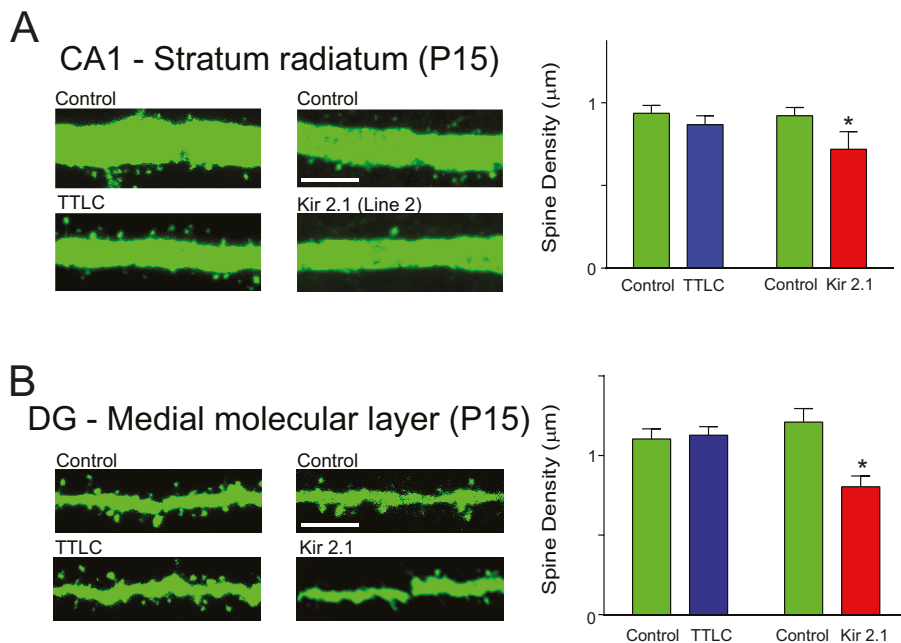 A
CA1 - Stratum radiatum (P15)
Control
Control
TTLC
Kir 2.1 (Line 2)
Spine Density (μm)
1
0
*
Control TTLC Control Kir 2.1
B
DG - Medial molecular layer (P15)
Control
Control
TTLC
Kir 2.1
Spine Density (μm)
1
0
*
Control TTLC Control Kir 2.1